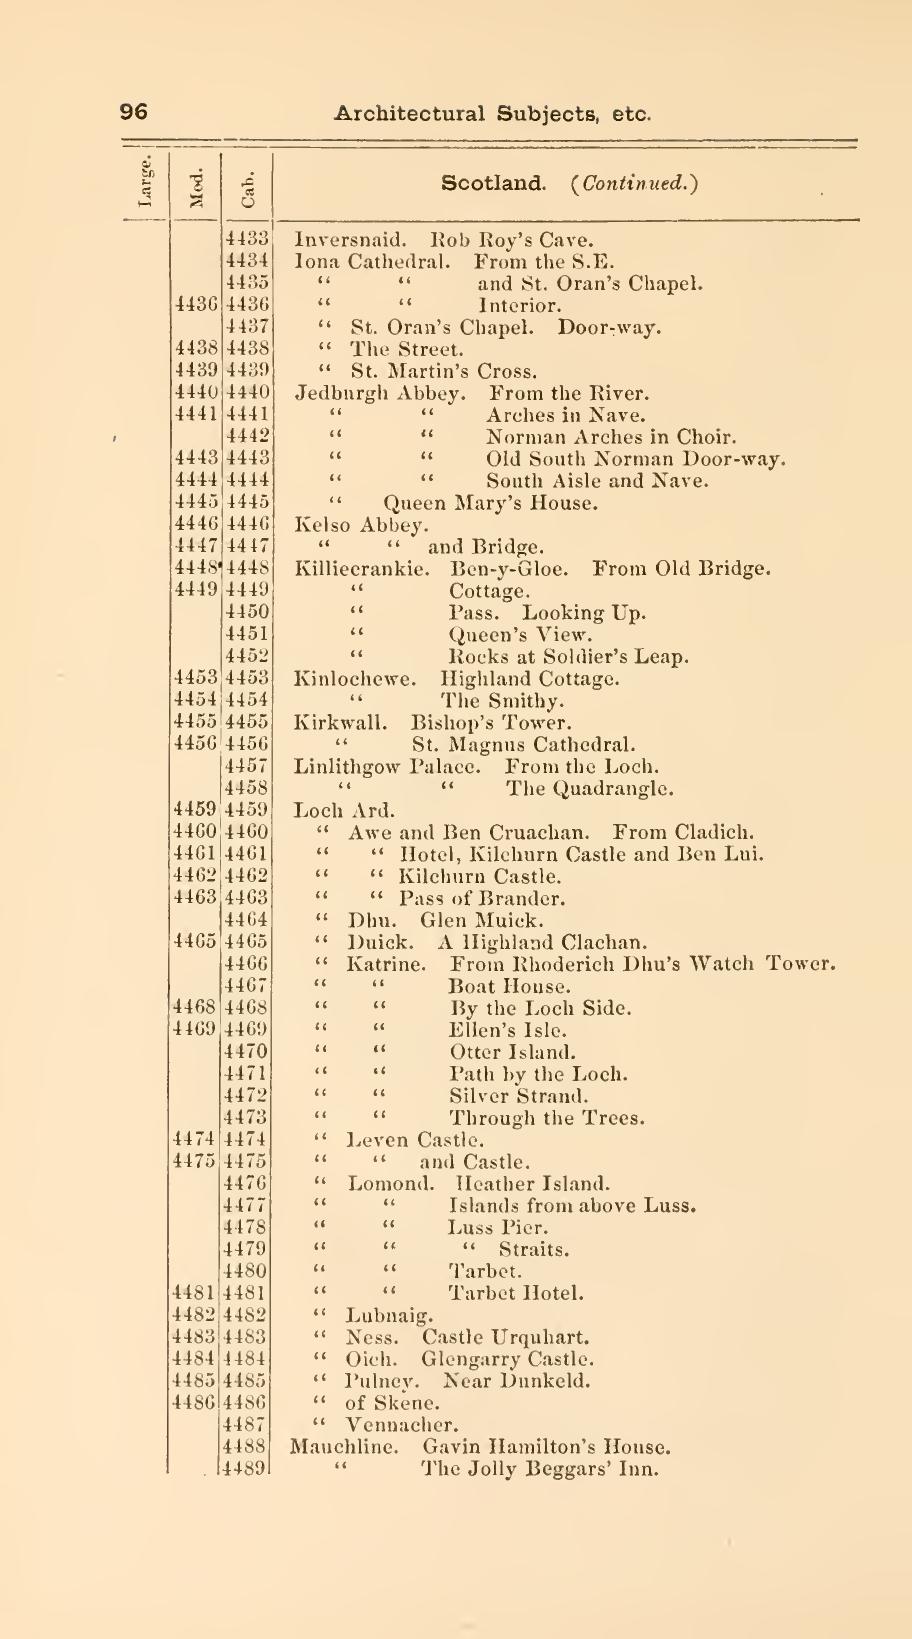 96 Architectural Subjects, etc.
Large. Mod. Cab. Scotland. (Continued.)
4433 Inversnaid. Rob Roy's Cave.
4434 Iona Cathedral. From the S.E.
4435 “ “ and St. Oran's Chapel.
4436 4436 “ “ Interior.
4437 “ St. Oran's Chapel. Door-way.
4438 4438 “ The Street.
4439 4439 “ St. Martin's Cross.
4440 4440 Jedburgh Abbey. From the River.
4441 4441 “ “ Arches in Nave.
4442 “ “ Norman Arches in Choir.
4443 4443 “ “ Old South Norman Door-way.
4444 4444 “ “ South Aisle and Nave.
4445 4445 “ Queen Mary's House.
4446 4446 Kelso Abbey.
4447 4447 “ “ and Bridge.
4448 4448 Killiecrankie. Ben-y-Gloe. From Old Bridge.
4449 4449 “ Cottage.
4450 “ Pass. Looking Up.
4451 “ Queen's View.
4452 “ Rocks at Soldier's Leap.
4453 4453 Kinlochewe. Highland Cottage.
4454 4454 “ The Smithy.
4455 4455 Kirkwall. Bishop's Tower.
4456 4456 “ St. Magnus Cathedral.
4457 Linlithgow Palace. From the Loch.
4458 “ “ The Quadrangle.
4459 4459 Loch Ard.
4460 4460 “ Awe and Ben Cruachan. From Cladich.
4461 4461 “ “ Hotel, Kilchurn Castle and Ben Lui.
4462 4462 “ “ Kilchurn Castle.
4463 4463 “ “ Pass of Brander.
4464 “ Dhu. Glen Muick.
4465 4465 “ Duick. A Highland Clachan.
4466 “ Katrine. From Rhoderich Dhu's Watch Tower.
4467 “ “ Boat House.
4468 4468 “ “ By the Loch Side.
4469 4469 “ “ Ellen's Isle.
4470 “ “ Otter Island.
4471 “ “ Path by the Loch.
4472 “ “ Silver Strand.
4473 “ “ Through the Trees.
4474 4474 “ Leven Castle.
4475 4475 “ “ and Castle.
4476 “ Lomond. Heather Island.
4477 “ “ Islands from above Luss.
4478 “ “ Luss Pier.
4479 “ “ “ Straits.
4480 “ “ Tarbet.
4481 4481 “ “ Tarbet Hotel.
4482 4482 “ Lubnaig.
4483 4483 “ Ness. Castle Urquhart.
4484 4484 “ Oich. Glengarry Castle.
4485 4485 “ Pulney. Near Dunkeld.
4486 4486 “ of Skene.
4487 “ Vennacher.
4488 Mauchline. Gavin Hamilton's House.
4489 “ The Jolly Beggars' Inn.